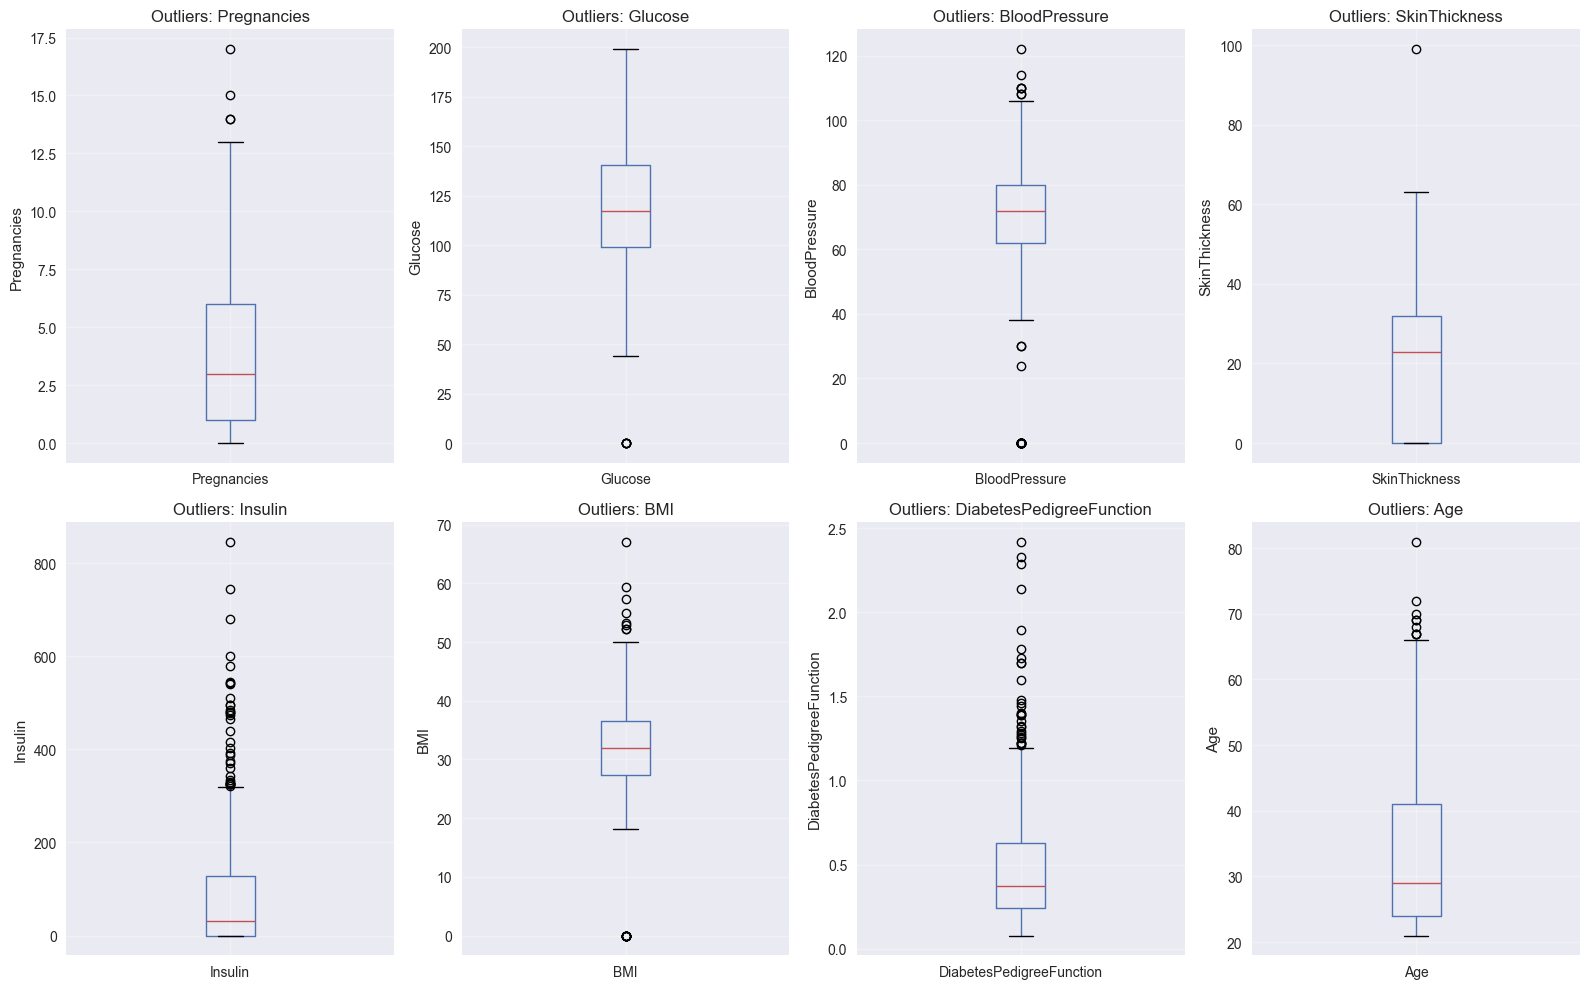 Outliers: Pregnancies
17.5
15.0
12.5
10.0
7.5
5.0
2.5
0.0
Pregnancies
Pregnancies
Outliers: Glucose
200
175
150
125
100
75
50
25
0
Glucose
Glucose
Outliers: BloodPressure
120
100
80
60
40
20
0
BloodPressure
BloodPressure
Outliers: SkinThickness
100
80
60
40
20
0
SkinThickness
SkinThickness
Outliers: Insulin
800
600
400
200
0
Insulin
Insulin
Outliers: BMI
70
60
50
40
30
20
10
0
BMI
BMI
Outliers: DiabetesPedigreeFunction
2.5
2.0
1.5
1.0
0.5
0.0
DiabetesPedigreeFunction
DiabetesPedigreeFunction
Outliers: Age
80
70
60
50
40
30
20
Age
Age